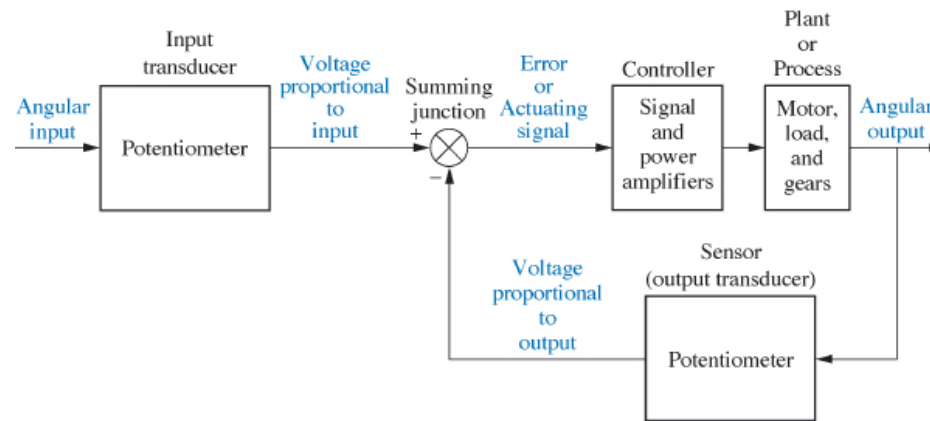 Input
transducer
Angular
input
Potentiometer
Voltage
proportional
to
input
Summing
junction
+
−
Error
or
Actuating
signal
Controller
Signal
and
power
amplifiers
Plant
or
Process
Motor,
load,
and
gears
Angular
output
Sensor
(output transducer)
Potentiometer
Voltage
proportional
to
output